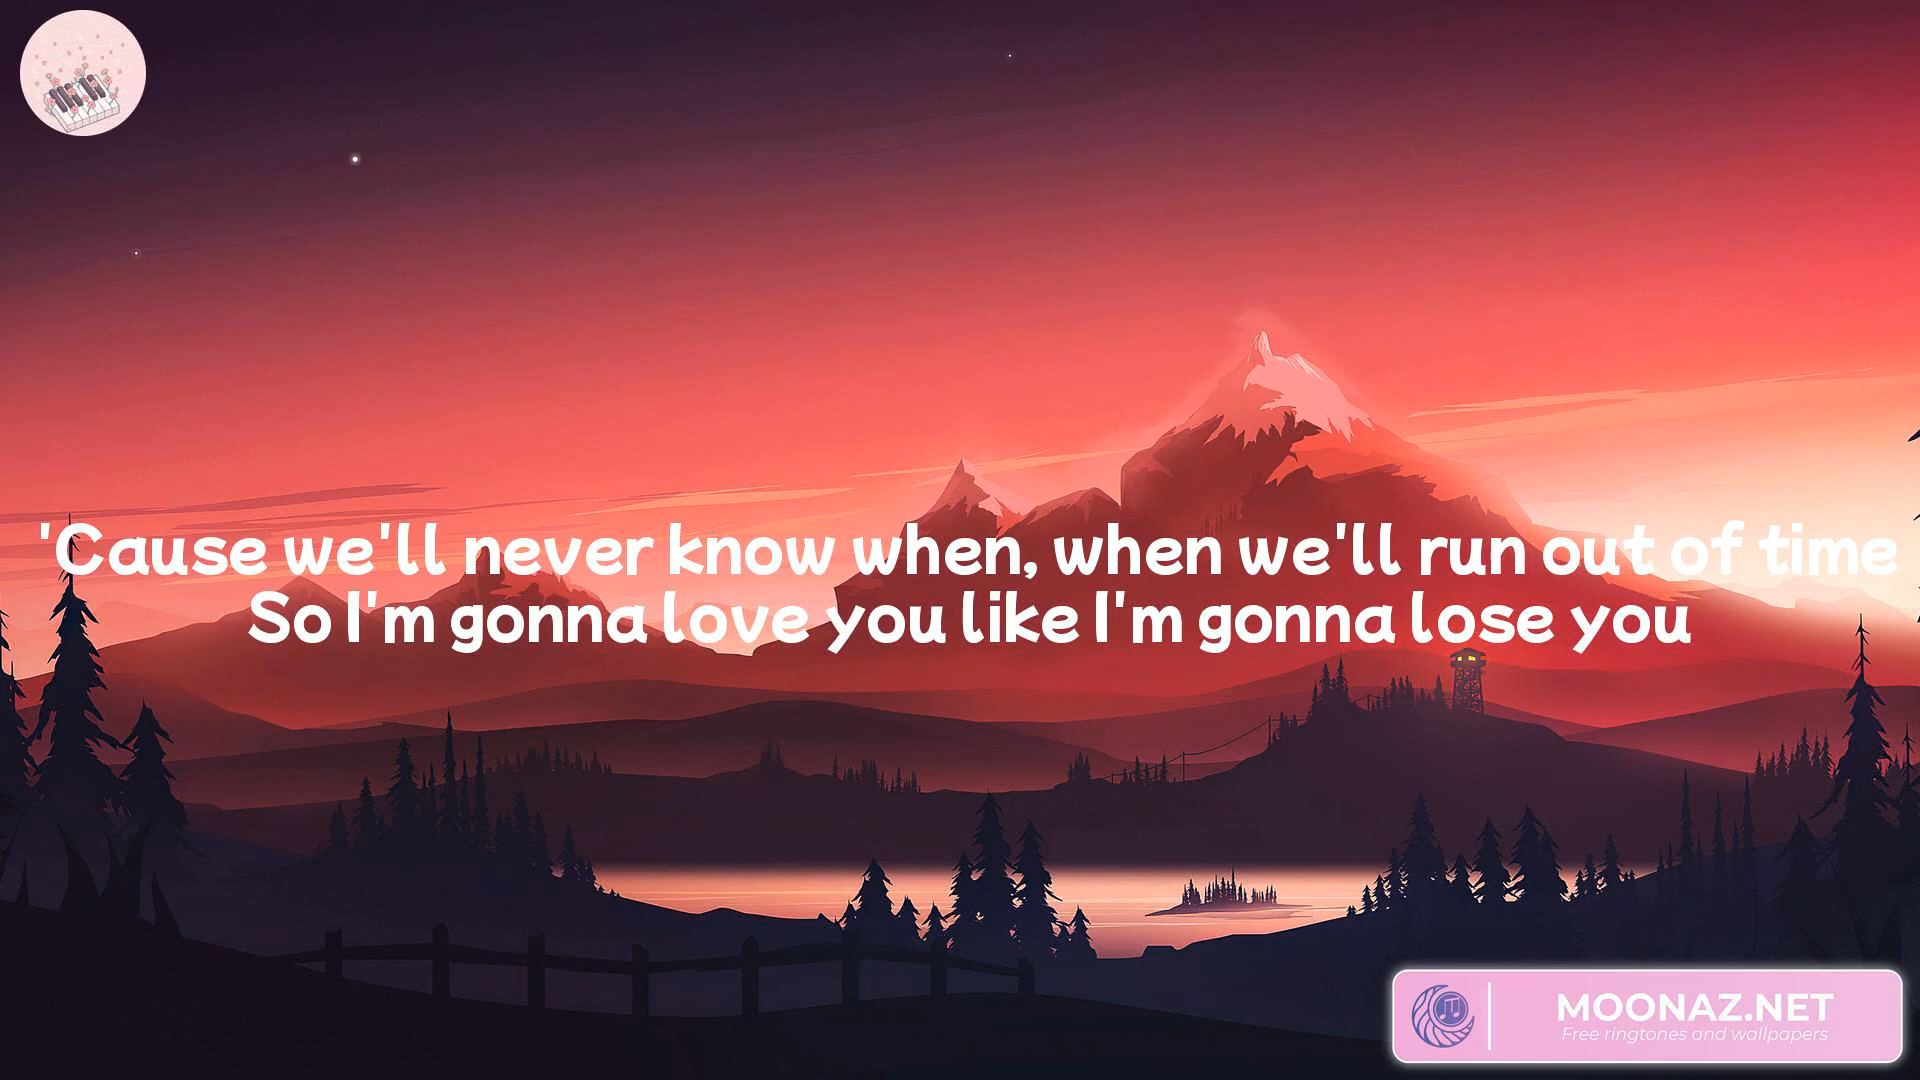 'Cause we'll never know when, when we'll run out of time
So I'm gonna love you like I'm gonna lose you
MOONAZ.NET
Free ringtones and wallpapers